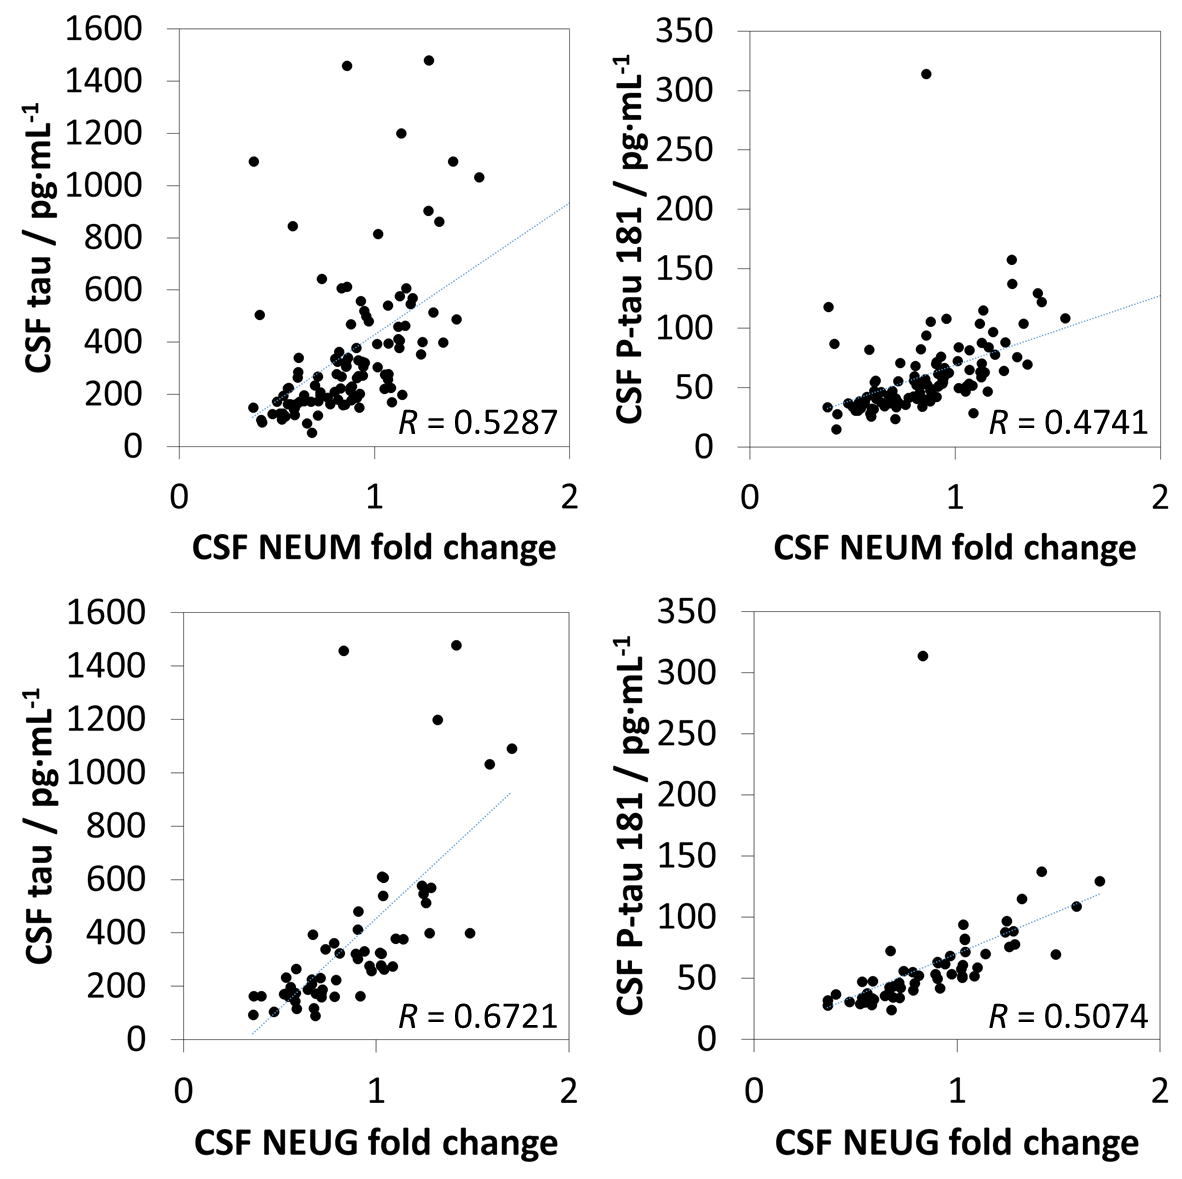 1600
1400
1200
1000
800
600
400
200
0
CSF tau / pg·mL-1
R = 0.5287
0 1 2
CSF NEUM fold change
350
300
250
200
150
100
50
0
CSF P-tau 181 / pg·mL-1
R = 0.4741
0 1 2
CSF NEUM fold change
1600
1400
1200
1000
800
600
400
200
0
CSF tau / pg·mL-1
R = 0.6721
0 1 2
CSF NEUG fold change
350
300
250
200
150
100
50
0
CSF P-tau 181 / pg·mL-1
R = 0.5074
0 1 2
CSF NEUG fold change